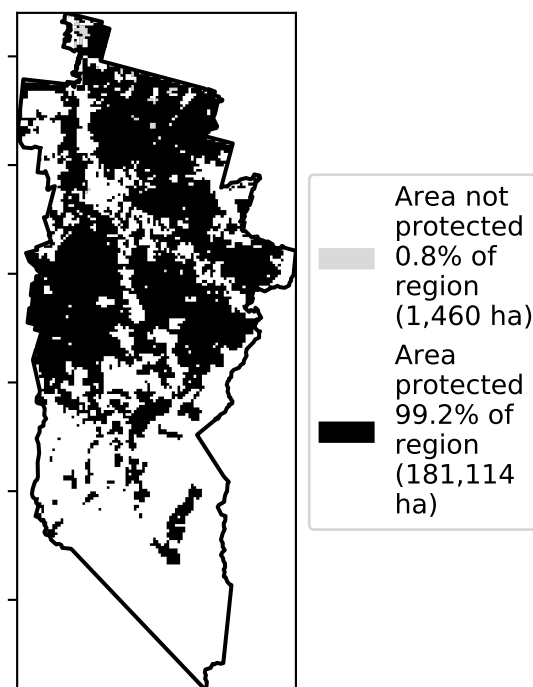 Area not
protected
0.8% of
region
(1,460 ha)
Area
protected
99.2% of
region
(181,114
ha)